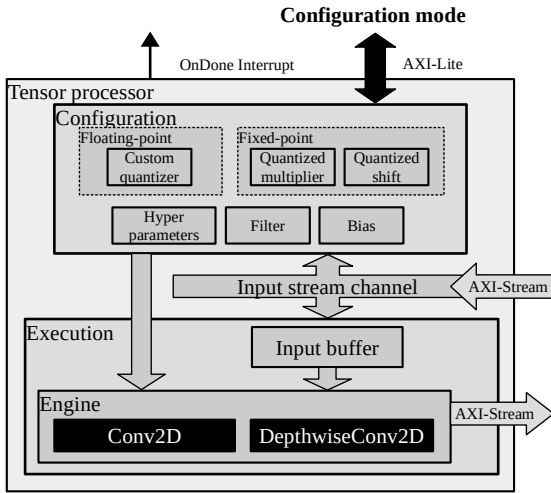 Configuration mode
OnDone Interrupt
AXI-Lite
Tensor processor
Configuration
Floating-point
Custom
quantizer
Fixed-point
Quantized
multiplier
Quantized
shift
Hyper
parameters
Filter
Bias
Input stream channel
AXI-Stream
Execution
Input buffer
Engine
Conv2D
DepthwiseConv2D
AXI-Stream